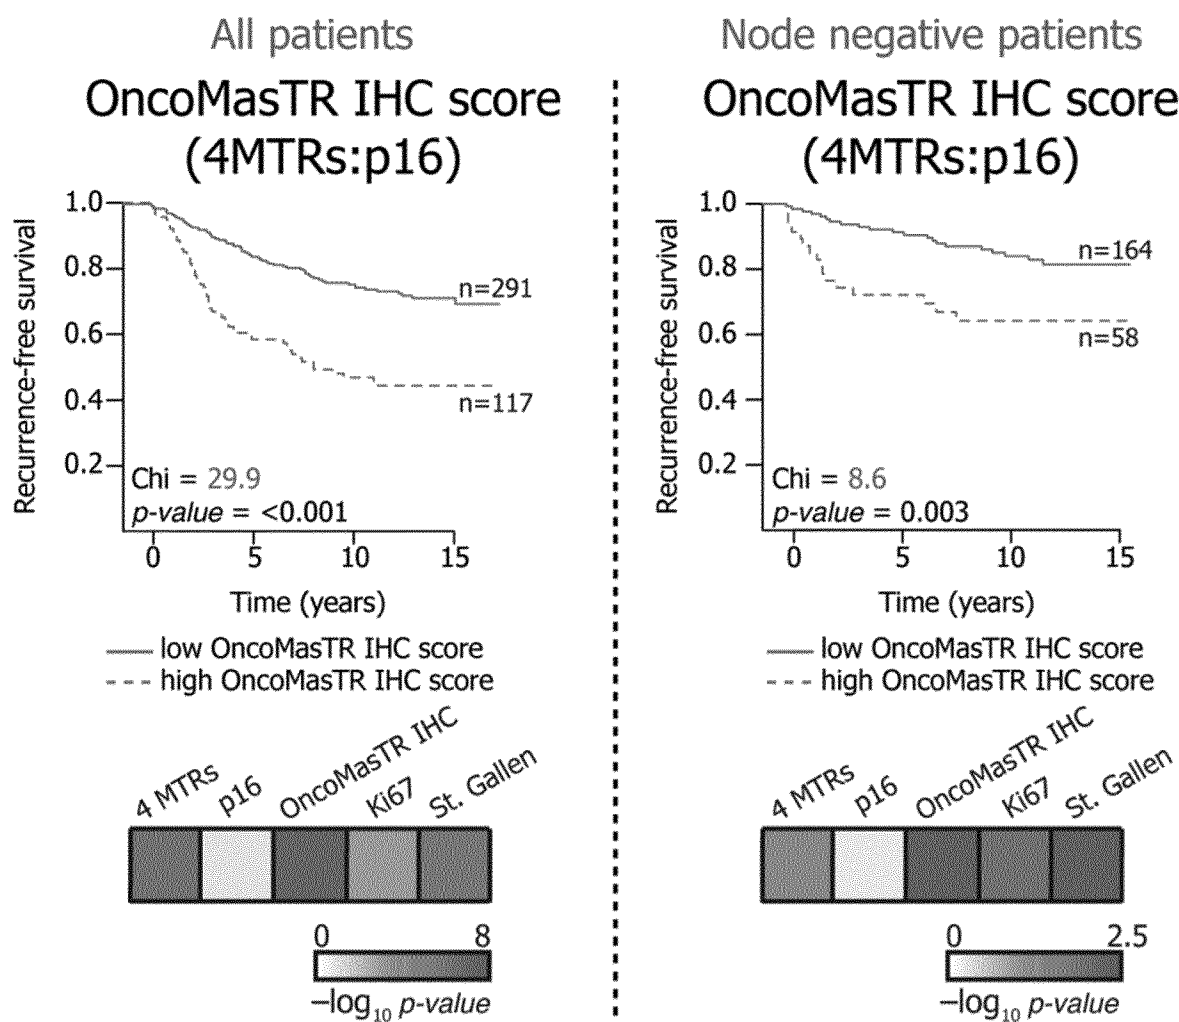 All patients
OncoMasTR IHC score
(4MTRs:p16)
Recurrence-free survival
1.0
0.8
0.6
0.4
0.2
n=291
n=117
Chi = 29.9
p-value = <0.001
0 5 10 15
Time (years)
low OncoMasTR IHC score
high OncoMasTR IHC score
4 MTRs
p16
OncoMasTR IHC
Ki67
St. Gallen
0 8
–log10 p-value
Node negative patients
OncoMasTR IHC score
(4MTRs:p16)
Recurrence-free survival
1.0
0.8
0.6
0.4
0.2
n=164
n=58
Chi = 8.6
p-value = 0.003
0 5 10 15
Time (years)
low OncoMasTR IHC score
high OncoMasTR IHC score
4 MTRs
p16
OncoMasTR IHC
Ki67
St. Gallen
0 2.5
–log10 p-value